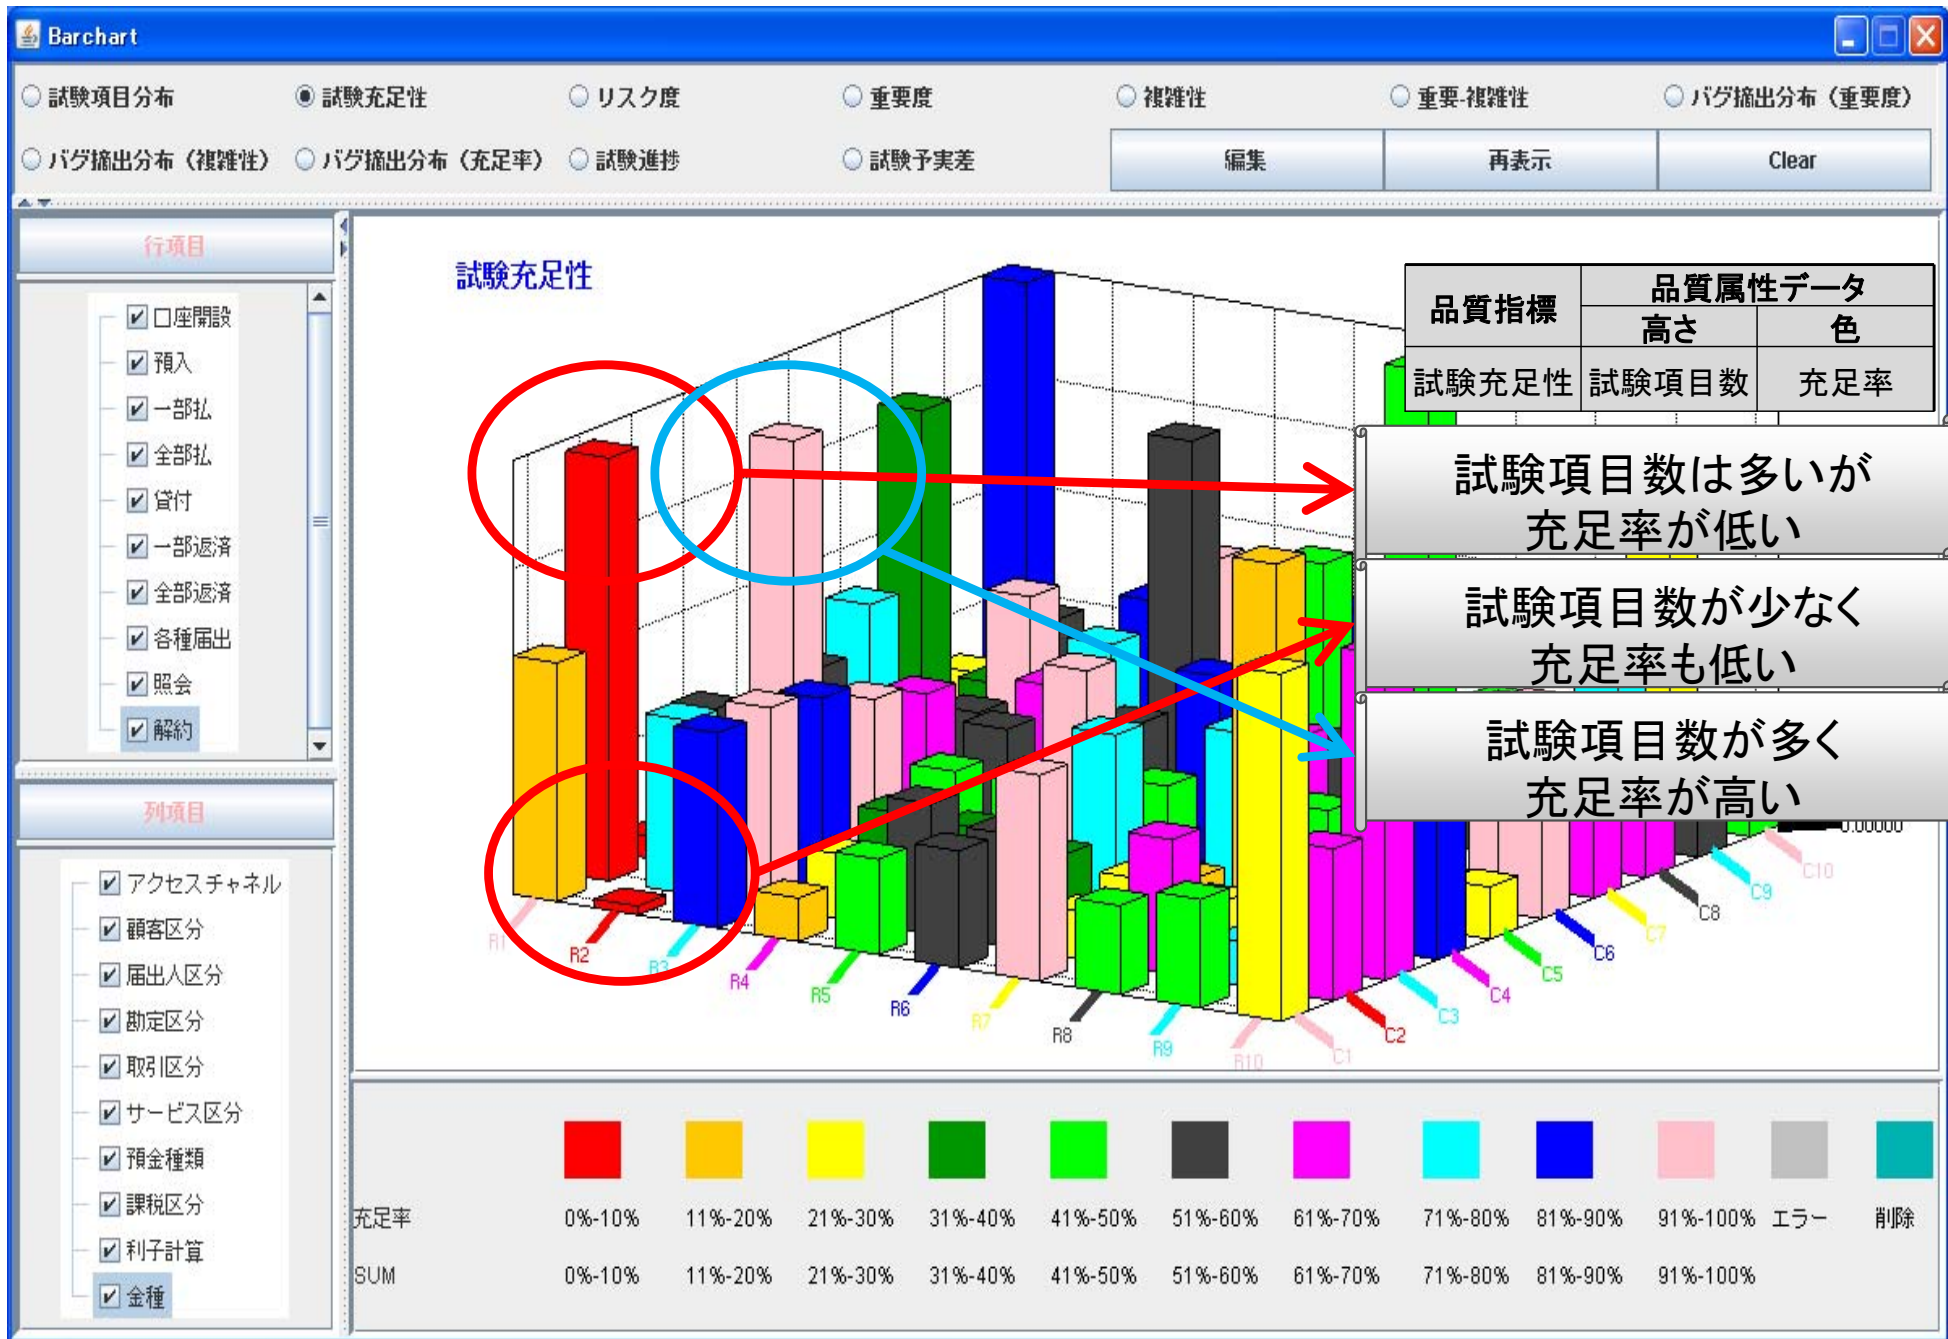 Barchart
試験項目分布
試験充足性
リスク度
重要度
複雑性
重要-複雑性
バグ摘出分布（重要度）
バグ摘出分布（複雑性）
バグ摘出分布（充足率）
試験進捗
試験予実差
編集
再表示
Clear
行項目
口座開設
預入
一部払
全部払
貸付
一部返済
全部返済
各種届出
照会
解約
列項目
アクセスチャネル
顧客区分
届出人区分
勘定区分
取引区分
サービス区分
預金種類
課税区分
利子計算
金種
試験充足性
品質指標 品質属性データ
高さ 色
試験充足性 試験項目数 充足率
試験項目数は多いが
充足率が低い
試験項目数が少なく
充足率も低い
試験項目数が多く
充足率が高い
0.00000
R1
R2
R3
R4
R5
R6
R7
R8
R9
R10
C1
C2
C3
C4
C5
C6
C7
C8
C9
C10
充足率 0%-10% 11%-20% 21%-30% 31%-40% 41%-50% 51%-60% 61%-70% 71%-80% 81%-90% 91%-100% エラー 削除
SUM 0%-10% 11%-20% 21%-30% 31%-40% 41%-50% 51%-60% 61%-70% 71%-80% 81%-90% 91%-100%